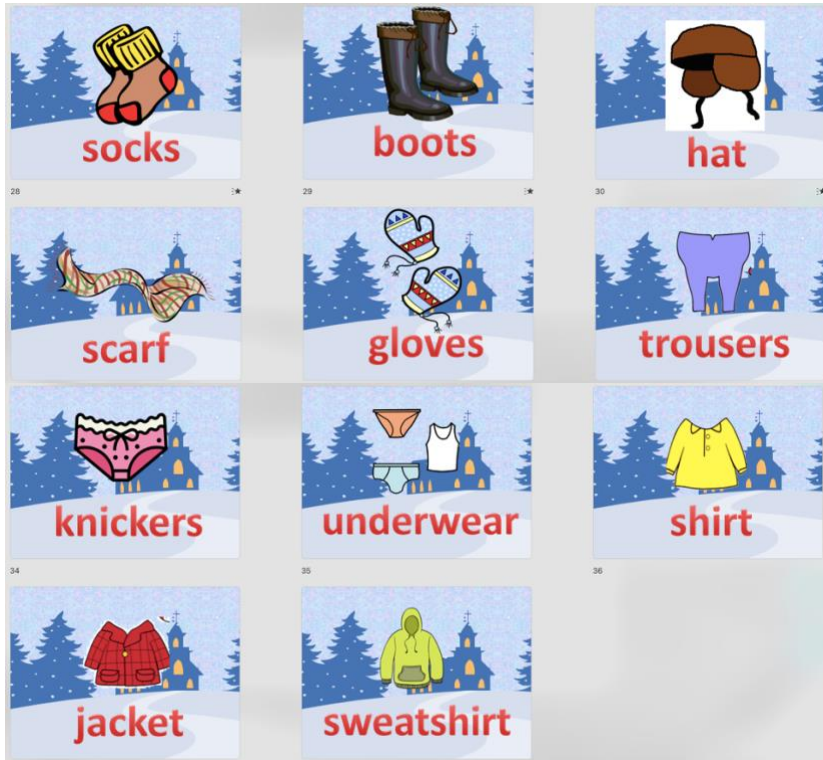 socks
boots
hat
28
29
30
scarf
gloves
trousers
knickers
underwear
shirt
34
35
36
jacket
sweatshirt